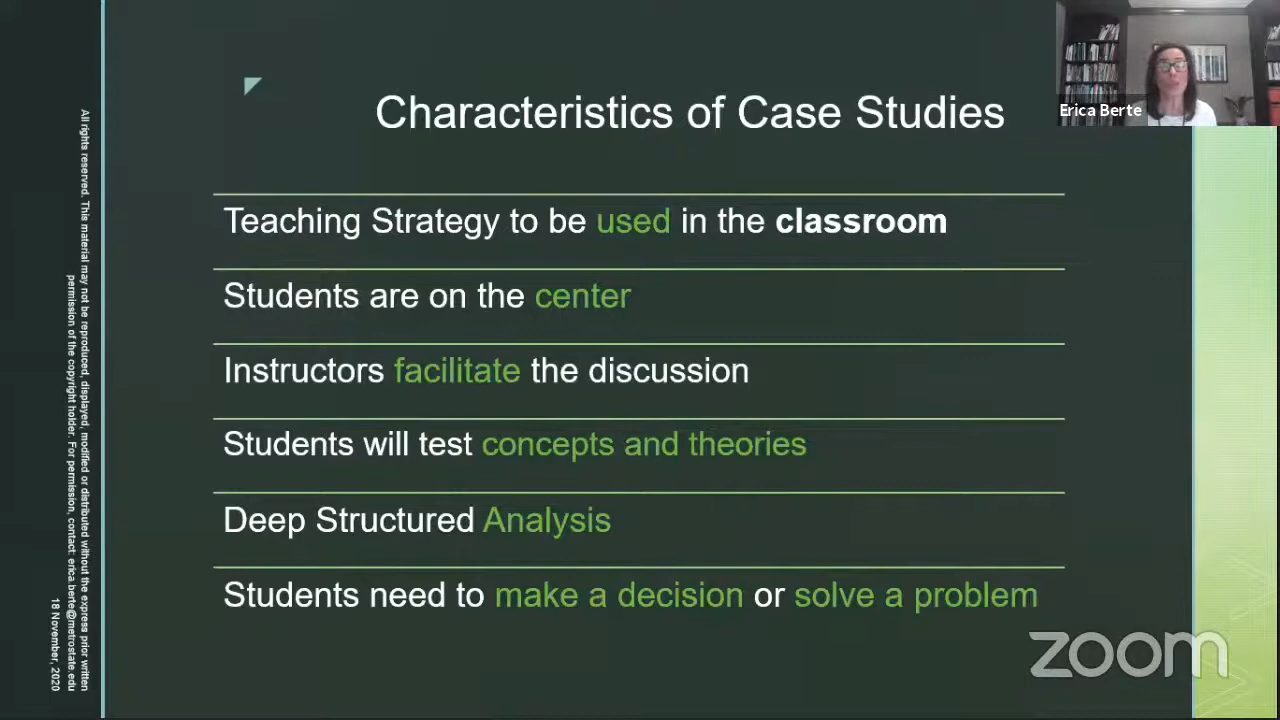 Characteristics of Case Studies
Erica Berte
Teaching Strategy to be used in the classroom
Students are on the center
Instructors facilitate the discussion
Students will test concepts and theories
Deep Structured Analysis
Students need to make a decision or solve a problem
zoom
All rights reserved. This material may not be reproduced, displayed, modified or distributed without the express prior written
permission of the copyright holder. For permission, contact: erica.berte@metrostate.edu
18 November, 2020